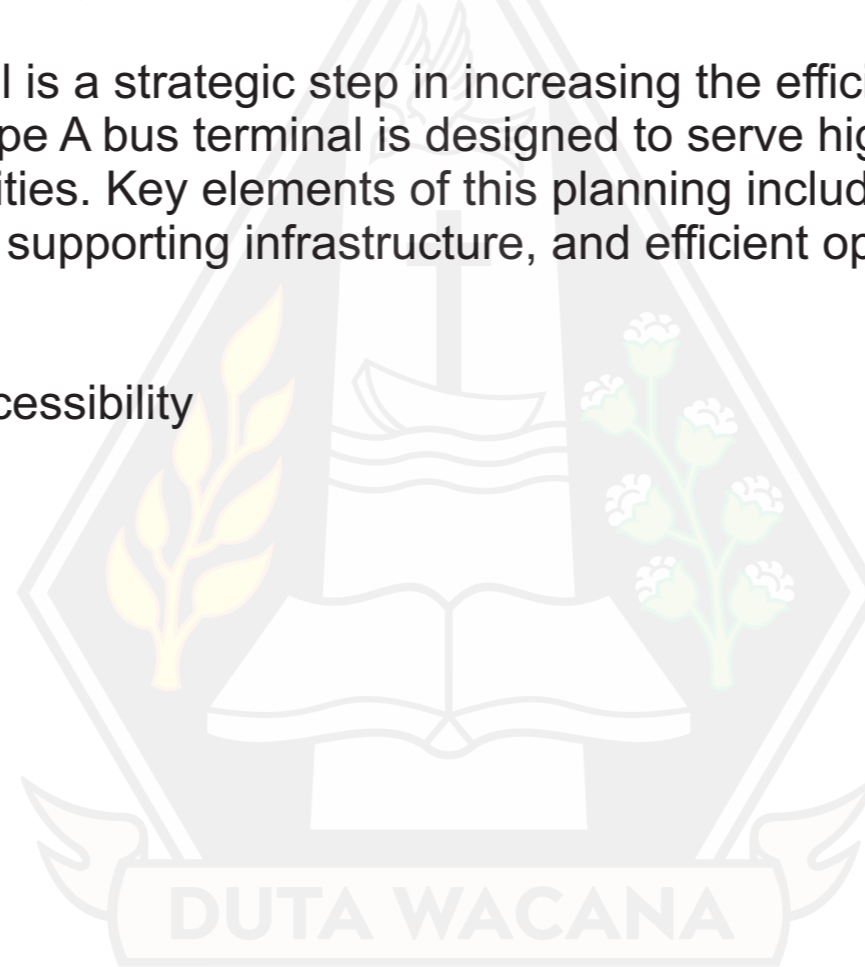 l is a strategic step in increasing the effici
pe A bus terminal is designed to serve hig
ities. Key elements of this planning includ
supporting infrastructure, and efficient op
cessibility
DUTA WACANA